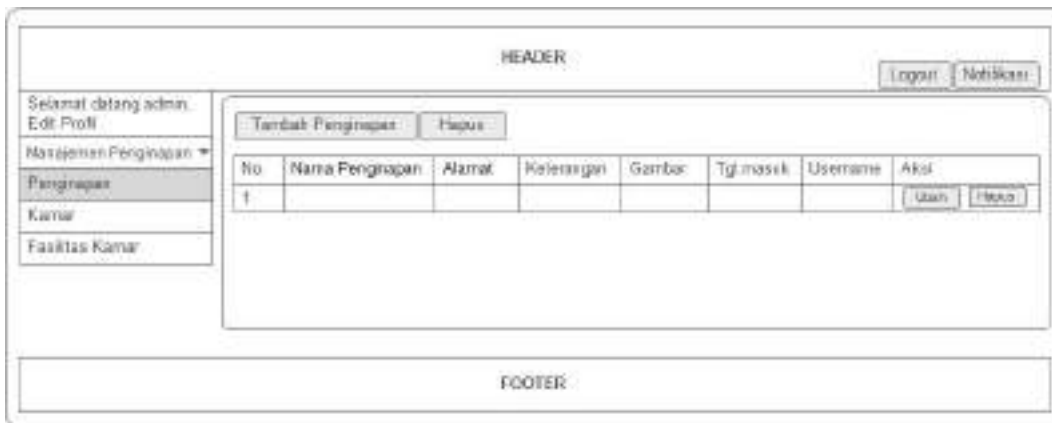 HEADER
Logout Notifikasi
Selamat datang admin.
Edit Profil
Manajemen Penginapan
Penginapan
Kamar
Fasilitas Kamar
Tambah Penginapan Hapus
No Nama Penginapan Alamat Keterangan Gambar Tgl.masuk Username Aksi
1 Ubah Hapus
FOOTER